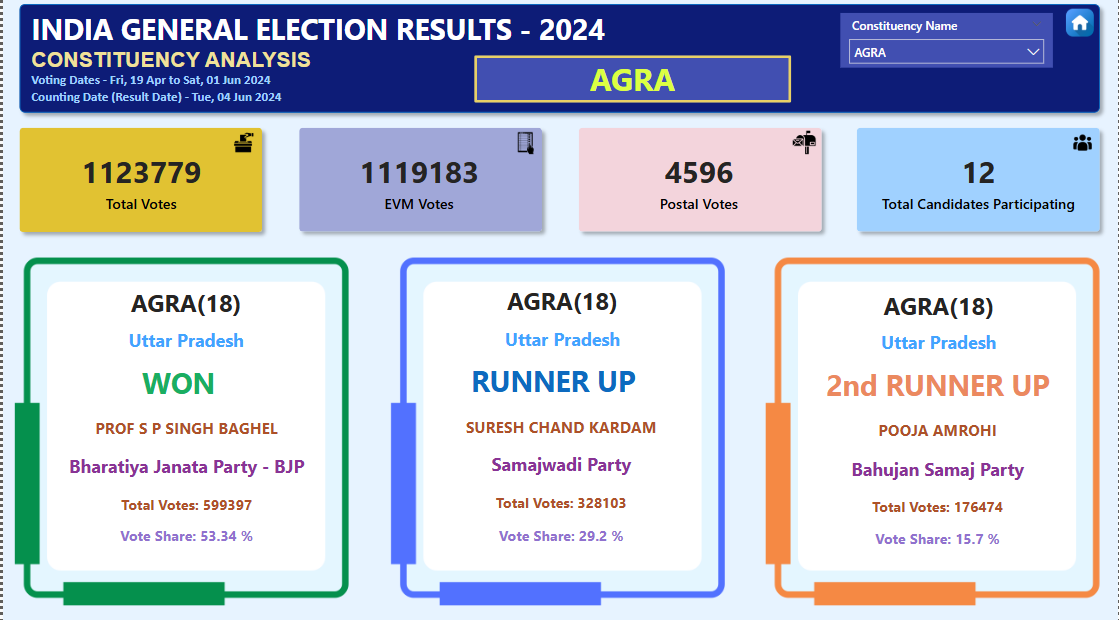 INDIA GENERAL ELECTION RESULTS - 2024
CONSTITUENCY ANALYSIS
Voting Dates - Fri, 19 Apr to Sat, 01 Jun 2024
Counting Date (Result Date) - Tue, 04 Jun 2024
AGRA
Constituency Name
AGRA
1123779
Total Votes
1119183
EVM Votes
4596
Postal Votes
12
Total Candidates Participating
AGRA(18)
Uttar Pradesh
WON
PROF S P SINGH BAGHEL
Bharatiya Janata Party - BJP
Total Votes: 599397
Vote Share: 53.34 %
AGRA(18)
Uttar Pradesh
RUNNER UP
SURESH CHAND KARDAM
Samajwadi Party
Total Votes: 328103
Vote Share: 29.2 %
AGRA(18)
Uttar Pradesh
2nd RUNNER UP
POOJA AMROHI
Bahujan Samaj Party
Total Votes: 176474
Vote Share: 15.7 %